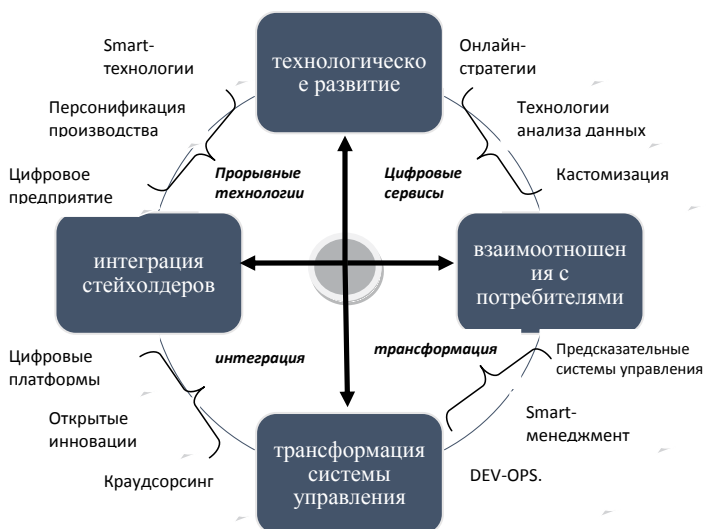 Smart-
технологии
технологическо
е развитие
Онлайн-
стратегии
Персонификация
производства
Технологии
анализа данных
Цифровое
предприятие
Прорывные
технологии
Цифровые
сервисы
Кастомизация
интеграция
стейхолдеров
взаимоотношен
ия с
потребителями
Цифровые
платформы
интеграция
трансформация
Предсказательные
системы управления
Открытые
инновации
Smart-
менеджмент
Краудсорсинг
трансформация
системы
управления
DEV-OPS.